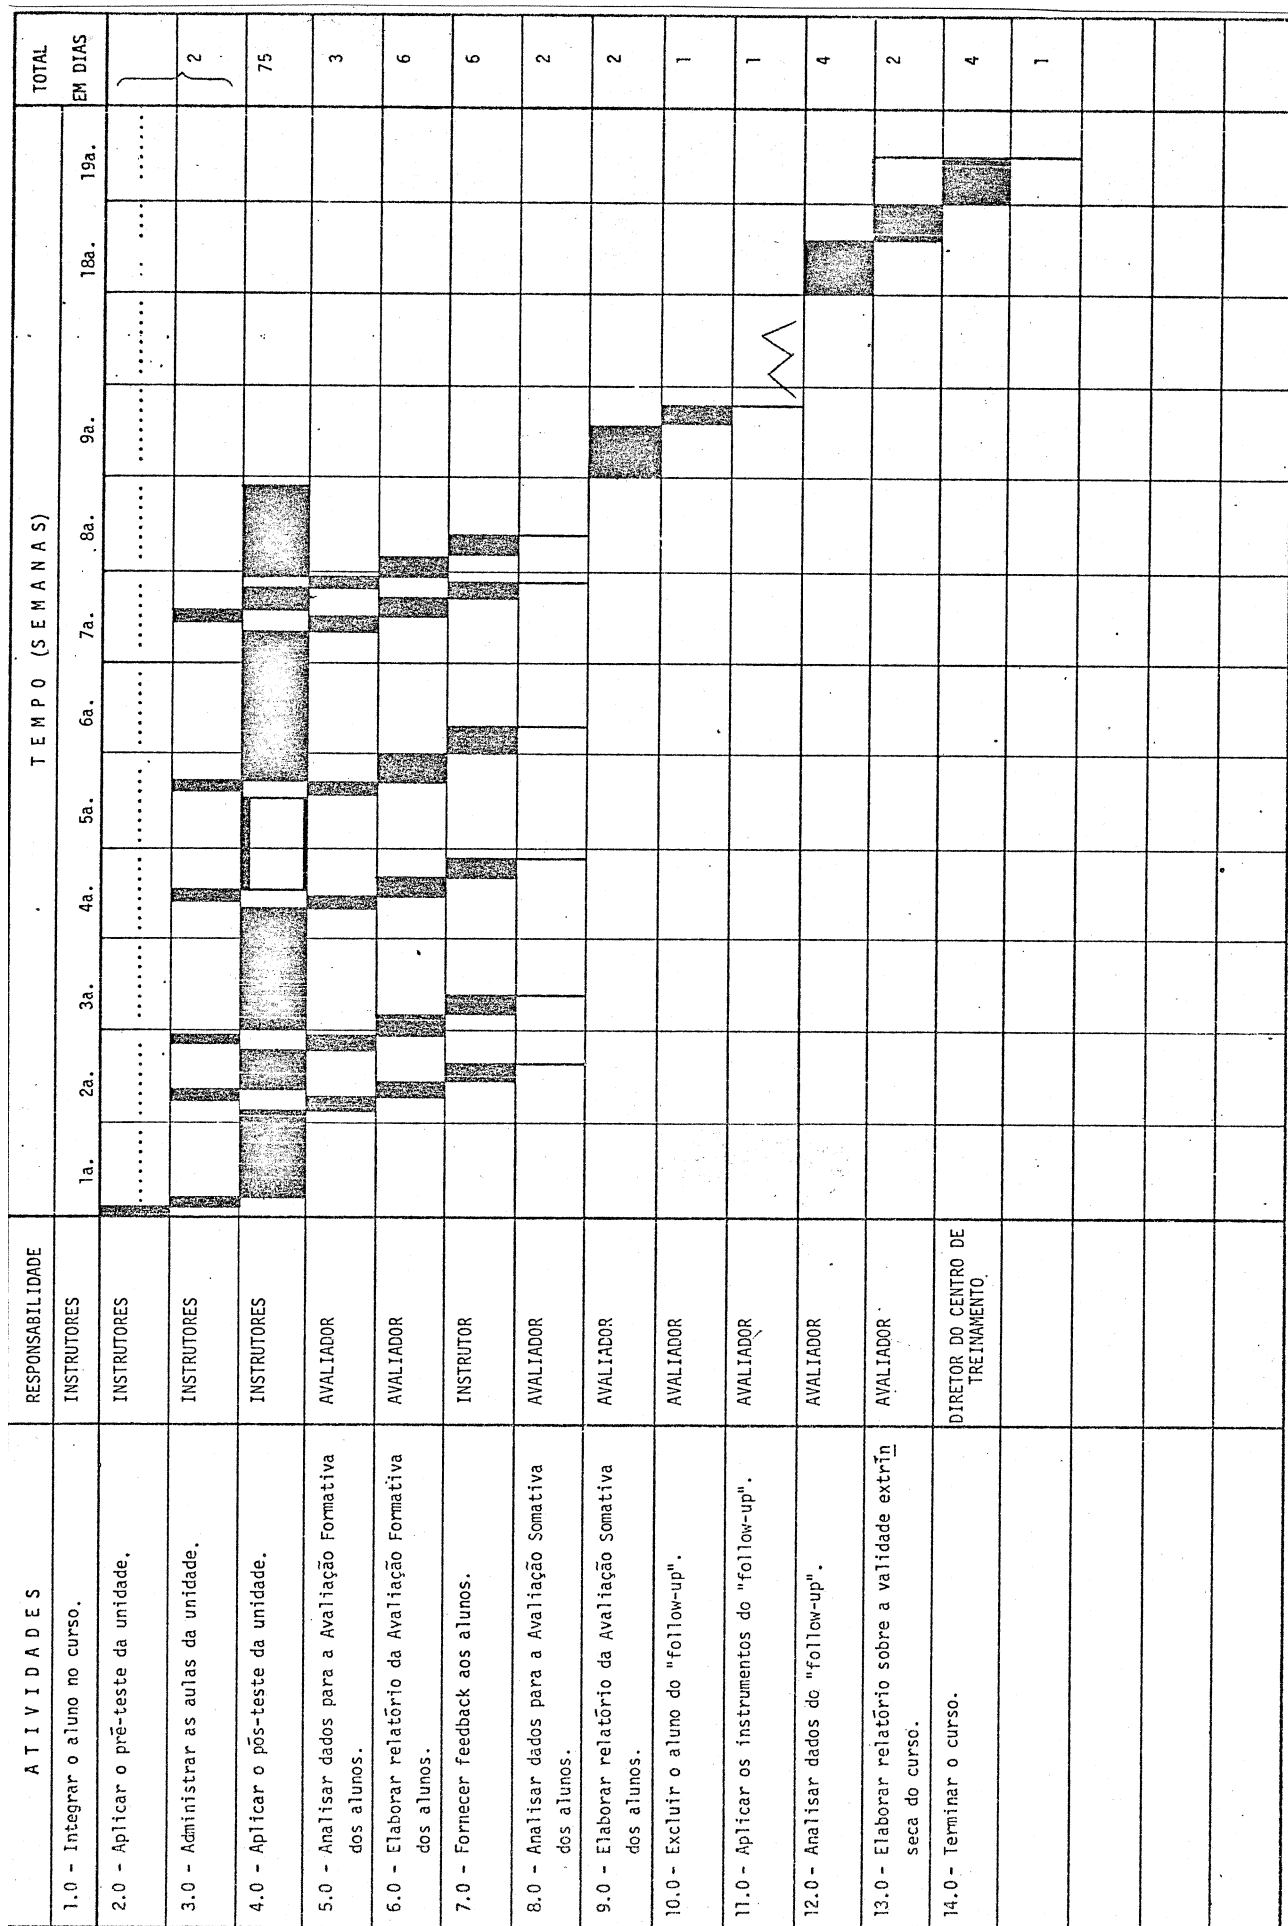 A T I V I D A D E S
RESPONSABILIDADE
T E M P O (S E M A N A S)
TOTAL
EM DIAS
1a.
2a.
3a.
4a.
5a.
6a.
7a.
8a.
9a.
18a.
19a.
1.0 - Integrar o aluno no curso.
INSTRUTORES
2.0 - Aplicar o pré-teste da unidade.
INSTRUTORES
2
3.0 - Administrar as aulas da unidade.
INSTRUTORES
75
4.0 - Aplicar o pós-teste da unidade.
INSTRUTORES
3
5.0 - Analisar dados para a Avaliação Formativa
dos alunos.
AVALIADOR
6
6.0 - Elaborar relatório da Avaliação Formativa
dos alunos.
AVALIADOR
6
7.0 - Fornecer feedback aos alunos.
INSTRUTOR
2
8.0 - Analisar dados para a Avaliação Somativa
dos alunos.
AVALIADOR
2
9.0 - Elaborar relatório da Avaliação Somativa
dos alunos.
AVALIADOR
1
10.0 - Excluir o aluno do "follow-up".
AVALIADOR
1
11.0 - Aplicar os instrumentos do "follow-up".
AVALIADOR
4
12.0 - Analisar dados do "follow-up".
AVALIADOR
2
13.0 - Elaborar relatório sobre a validade extrín
seca do curso.
AVALIADOR
4
14.0 - Terminar o curso.
DIRETOR DO CENTRO DE
TREINAMENTO.
1